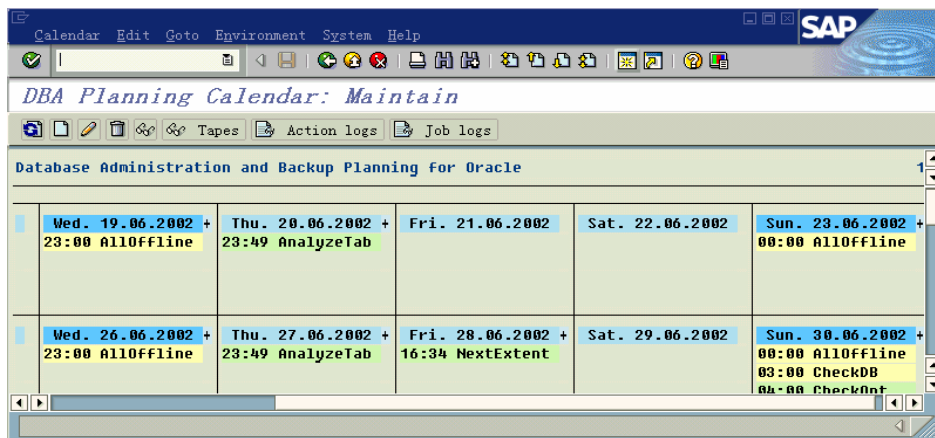 Calendar Edit Goto Environment System Help
SAP
DBA Planning Calendar: Maintain
Tapes Action logs Job logs
Database Administration and Backup Planning for Oracle 1
Wed. 19.06.2002 + Thu. 20.06.2002 + Fri. 21.06.2002 Sat. 22.06.2002 Sun. 23.06.2002 +
23:00 AllOffline 23:49 AnalyzeTab 00:00 AllOffline
Wed. 26.06.2002 + Thu. 27.06.2002 + Fri. 28.06.2002 + Sat. 29.06.2002 Sun. 30.06.2002 +
23:00 AllOffline 23:49 AnalyzeTab 16:34 NextExtent 00:00 AllOffline
03:00 CheckDB
04:00 CheckOpt